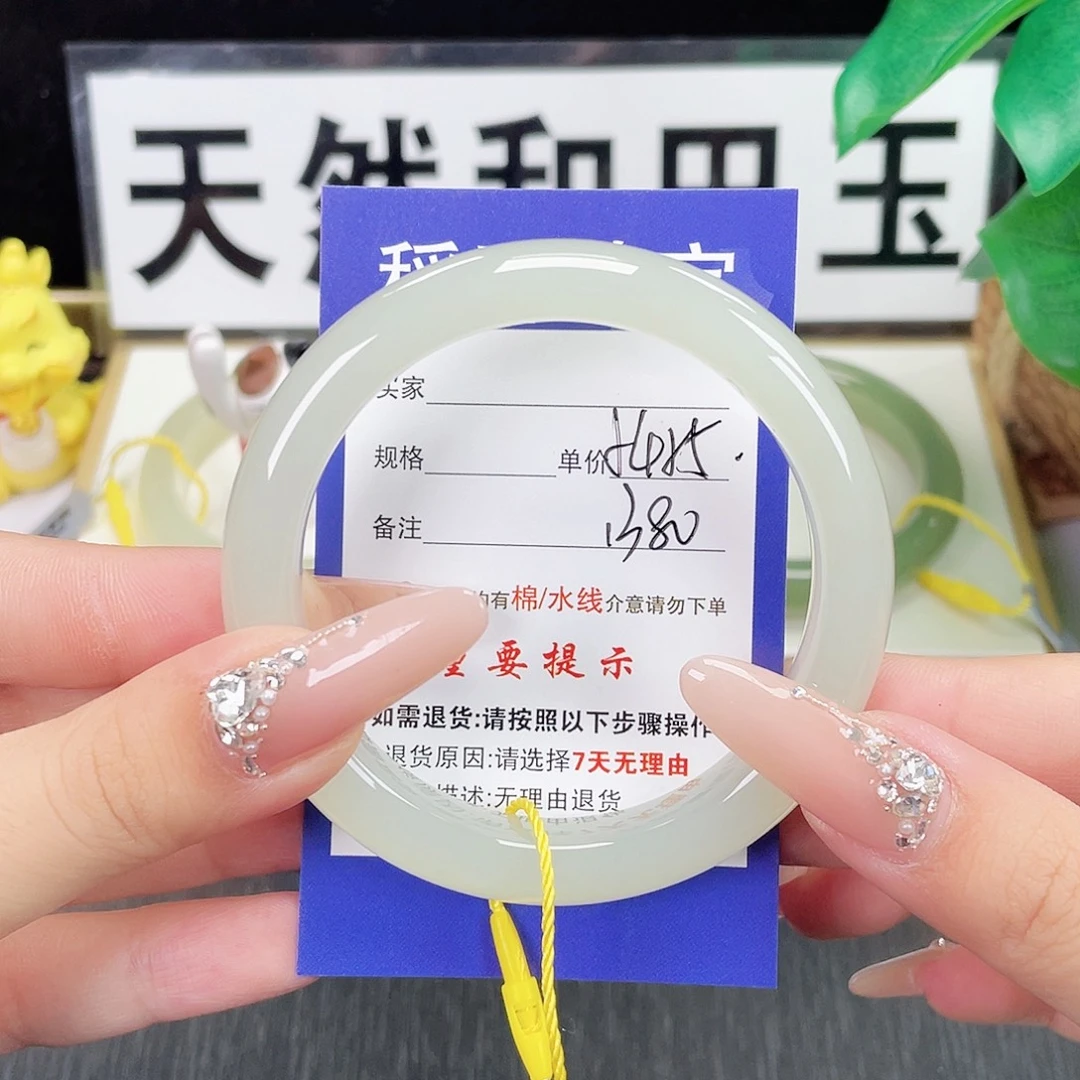 天然和田玉
买家
规格 单价
备注 1380
有棉/水线介意请勿下单
重要提示
如需退货:请按照以下步骤操作
退货原因:请选择7天无理由
描述:无理由退货